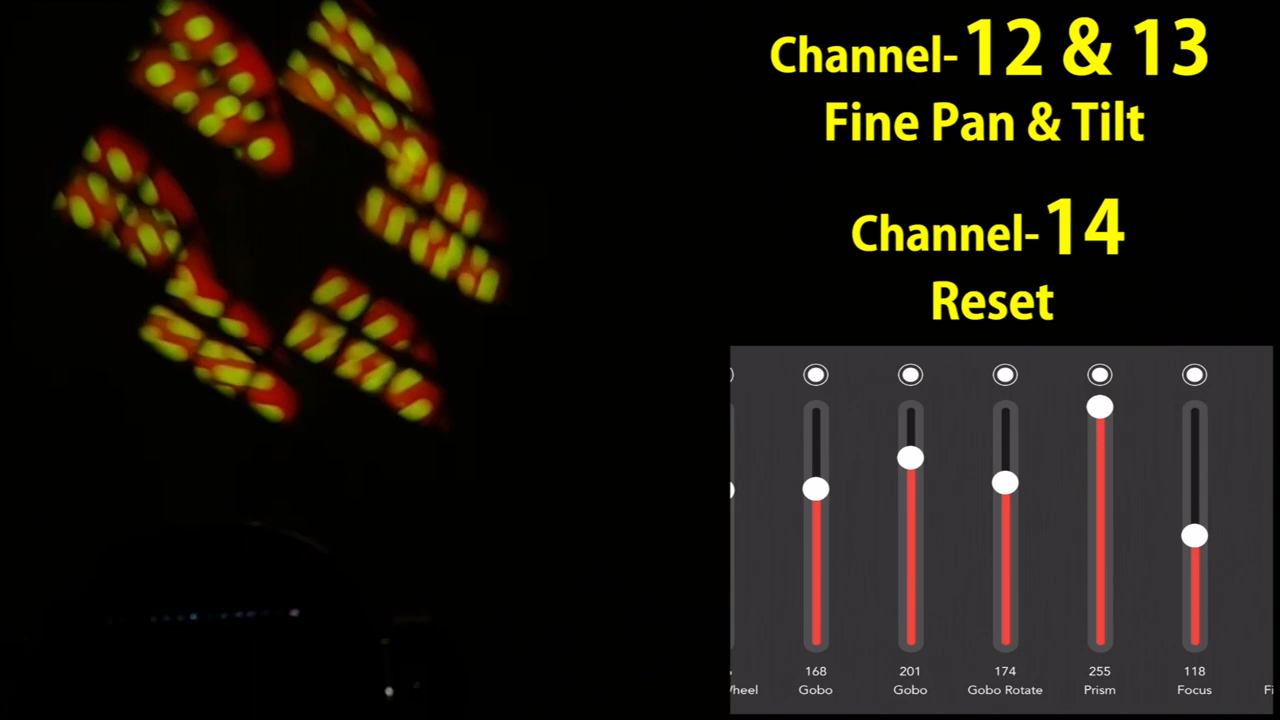 Channel-12 & 13
Fine Pan & Tilt
Channel-14
Reset
168 201 174 255 118
Gobo Gobo Gobo Rotate Prism Focus